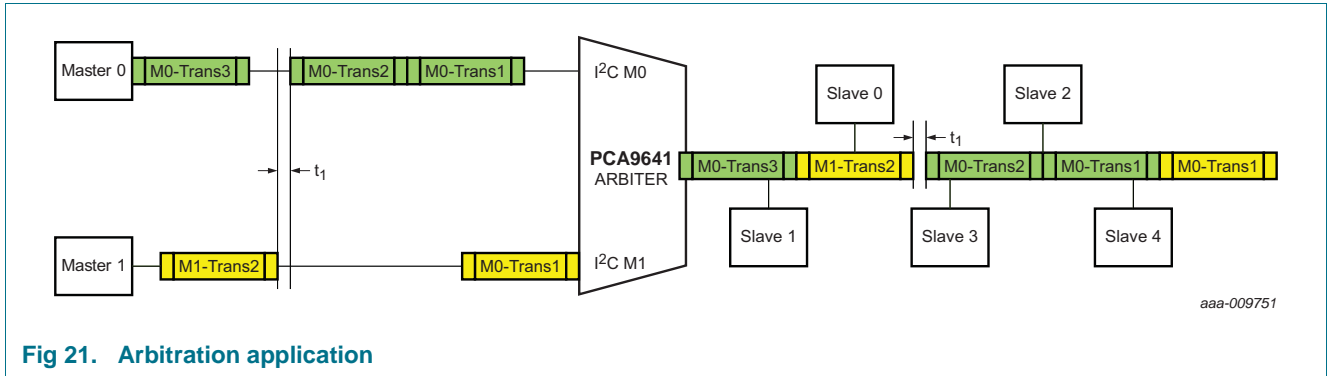 Master 0
M0-Trans3
M0-Trans2
M0-Trans1
I²C M0
Slave 0
Slave 2
t₁
t₁
PCA9641
ARBITER
M0-Trans3
M1-Trans2
M0-Trans2
M0-Trans1
M0-Trans1
Slave 1
Slave 3
Slave 4
Master 1
M1-Trans2
M0-Trans1
I²C M1
aaa-009751
Fig 21. Arbitration application